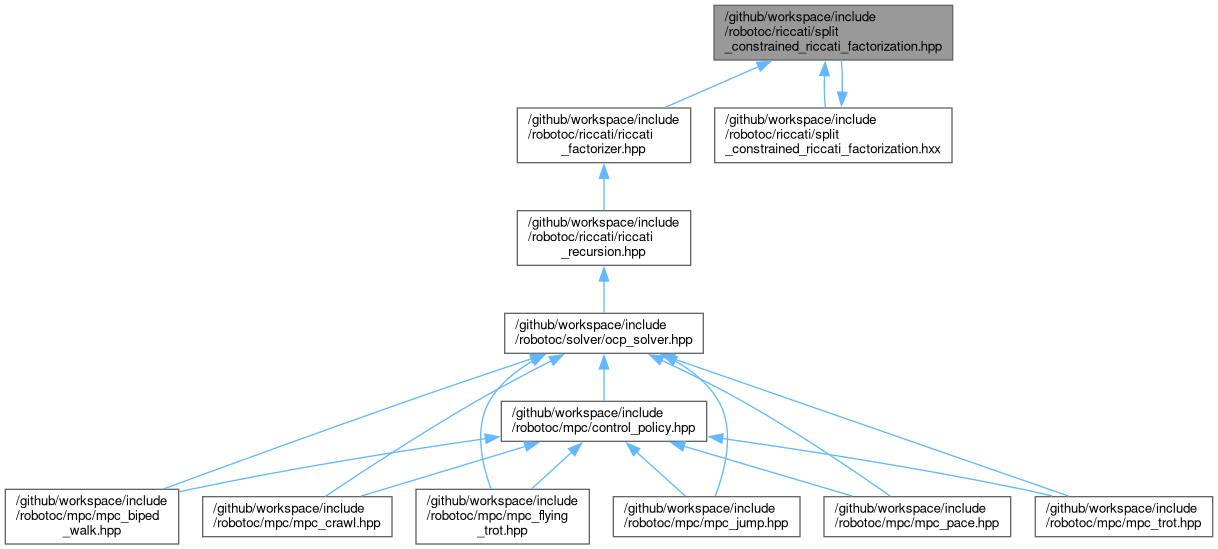 /github/workspace/include
/robotoc/riccati/split
_constrained_riccati_factorization.hpp
/github/workspace/include
/robotoc/riccati/riccati
_factorizer.hpp
/github/workspace/include
/robotoc/riccati/split
_constrained_riccati_factorization.hxx
/github/workspace/include
/robotoc/riccati/riccati
_recursion.hpp
/github/workspace/include
/robotoc/solver/ocp_solver.hpp
/github/workspace/include
/robotoc/mpc/control_policy.hpp
/github/workspace/include
/robotoc/mpc/mpc_biped
_walk.hpp
/github/workspace/include
/robotoc/mpc/mpc_crawl.hpp
/github/workspace/include
/robotoc/mpc/mpc_flying
_trot.hpp
/github/workspace/include
/robotoc/mpc/mpc_jump.hpp
/github/workspace/include
/robotoc/mpc/mpc_pace.hpp
/github/workspace/include
/robotoc/mpc/mpc_trot.hpp